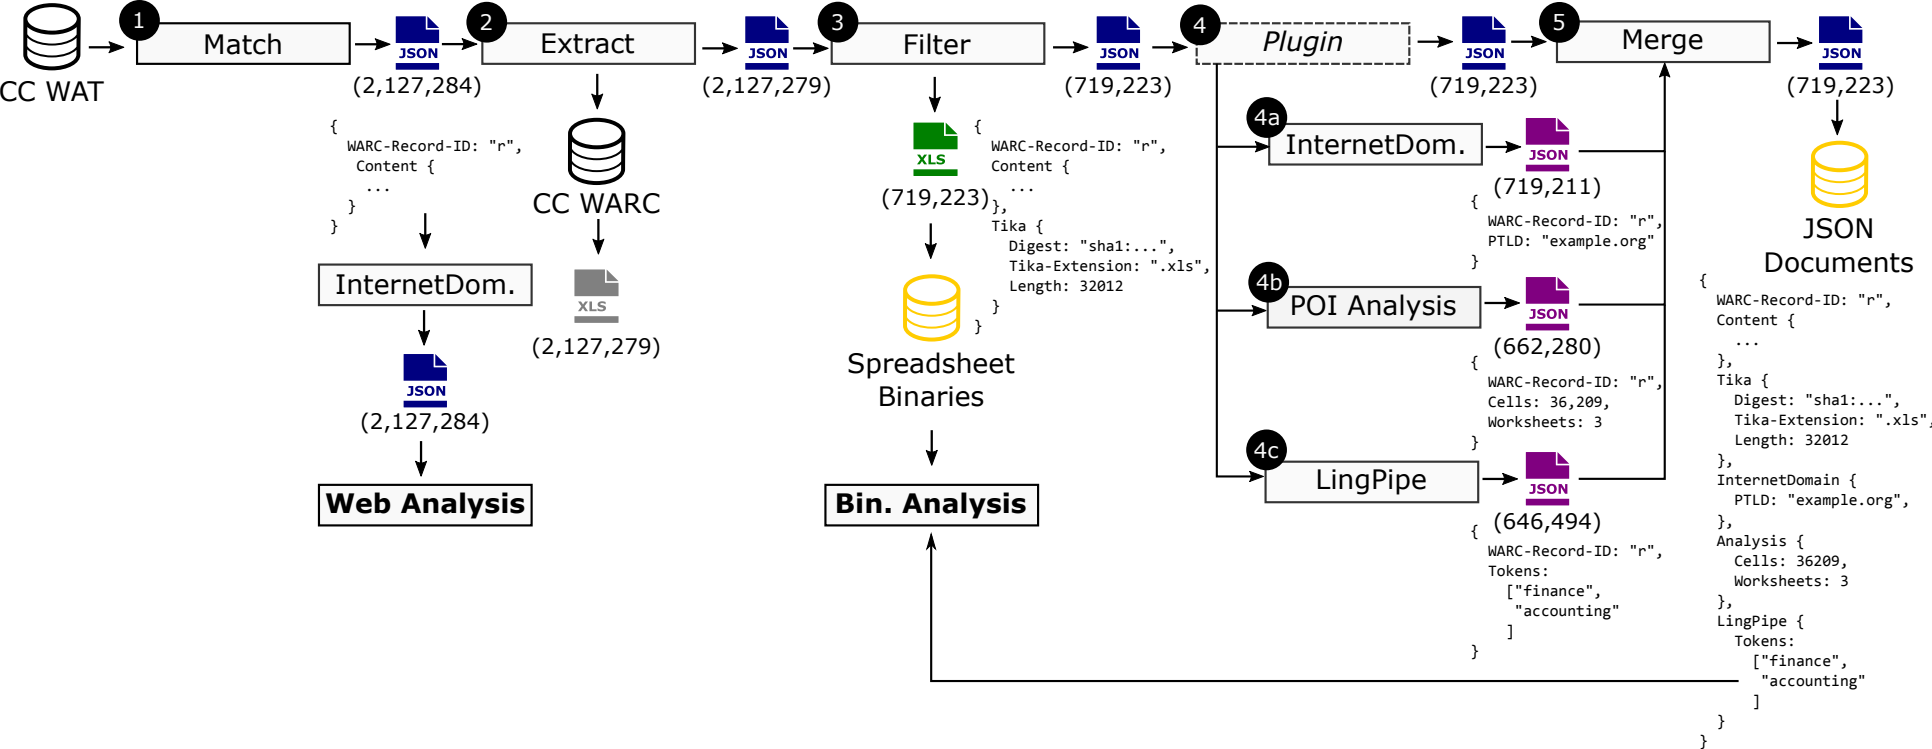 1
Match
JSON
(2,127,284)
CC WAT
2
Extract
JSON
(2,127,279)
3
Filter
JSON
(719,223)
4
Plugin
JSON
(719,223)
5
Merge
JSON
(719,223)
{
WARC-Record-ID: "r",
Content {
...
}
}
InternetDom.
JSON
(2,127,284)
Web Analysis
CC WARC
XLS
(2,127,279)
XLS
(719,223)
Spreadsheet
Binaries
Bin. Analysis
{
WARC-Record-ID: "r",
Content {
...
},
Tika {
Digest: "sha1:...",
Tika-Extension: ".xls",
Length: 32012
}
}
4a
InternetDom.
JSON
(719,211)
{
WARC-Record-ID: "r",
PTLD: "example.org"
}
4b
POI Analysis
JSON
(662,280)
{
WARC-Record-ID: "r",
Cells: 36,209,
Worksheets: 3
}
4c
LingPipe
JSON
(646,494)
{
WARC-Record-ID: "r",
Tokens:
["finance",
"accounting"
]
}
JSON
Documents
{
WARC-Record-ID: "r",
Content {
...
},
Tika {
Digest: "sha1:...",
Tika-Extension: ".xls",
Length: 32012
},
InternetDomain {
PTLD: "example.org",
},
Analysis {
Cells: 36209,
Worksheets: 3
},
LingPipe {
Tokens:
["finance",
"accounting"
]
}
}